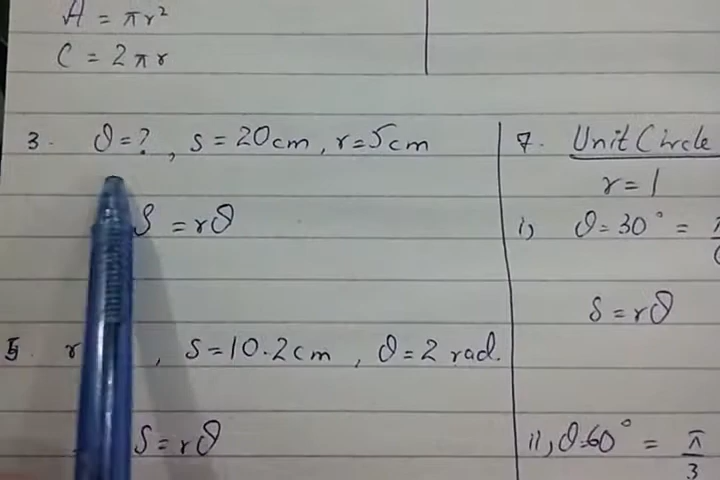 A = πr²
C = 2πr
3. θ = ?, s = 20cm, r = 5cm
S = rθ
5. r , S = 10.2cm, θ = 2 rad.
S = rθ
7. Unit Circle
r = 1
i, θ = 30° =
S = rθ
ii, θ = 60° = π/3